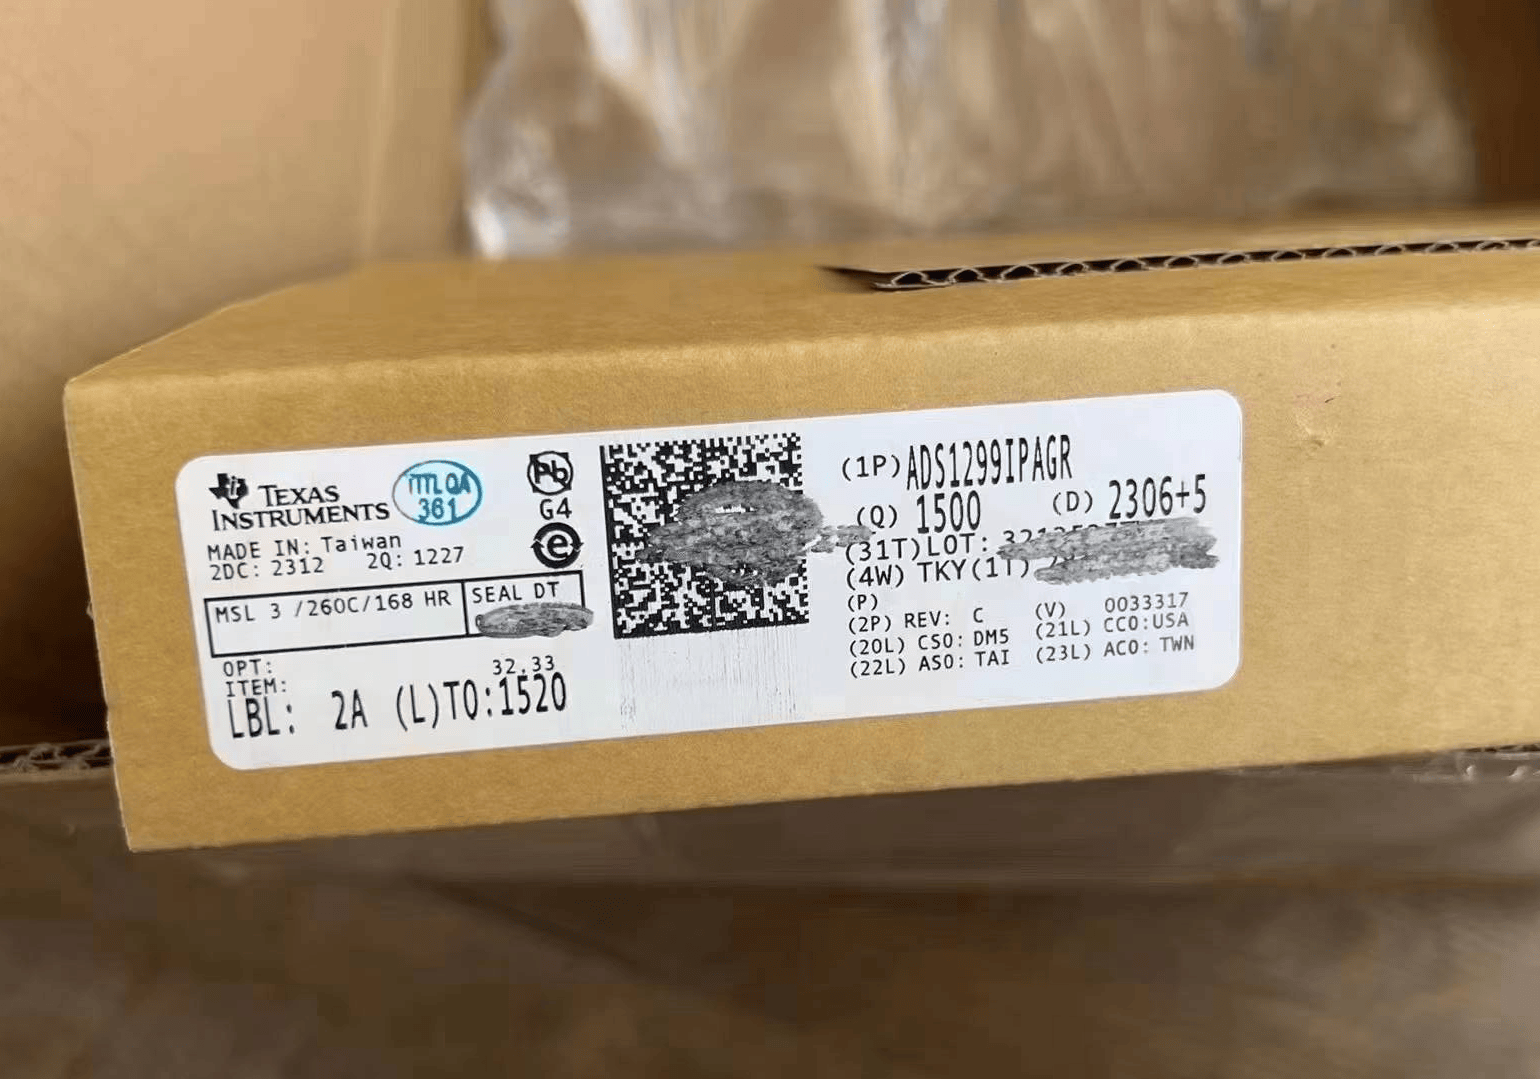 TEXAS
INSTRUMENTS
ITTL QA
361
Pb
G4
e
MADE IN: Taiwan
2DC: 2312 2Q: 1227
MSL 3 /260C/168 HR
SEAL DT
OPT:
ITEM: 32.33
LBL: 2A (L)TO:1520
(1P) ADS1299IPAGR
(Q) 1500 (D) 2306+5
(31T)LOT:
(4W) TKY(1T)
(P)
(2P) REV: C (V) 0033317
(20L) CSO: DM5 (21L) CCO:USA
(22L) ASO: TAI (23L) ACO: TWN